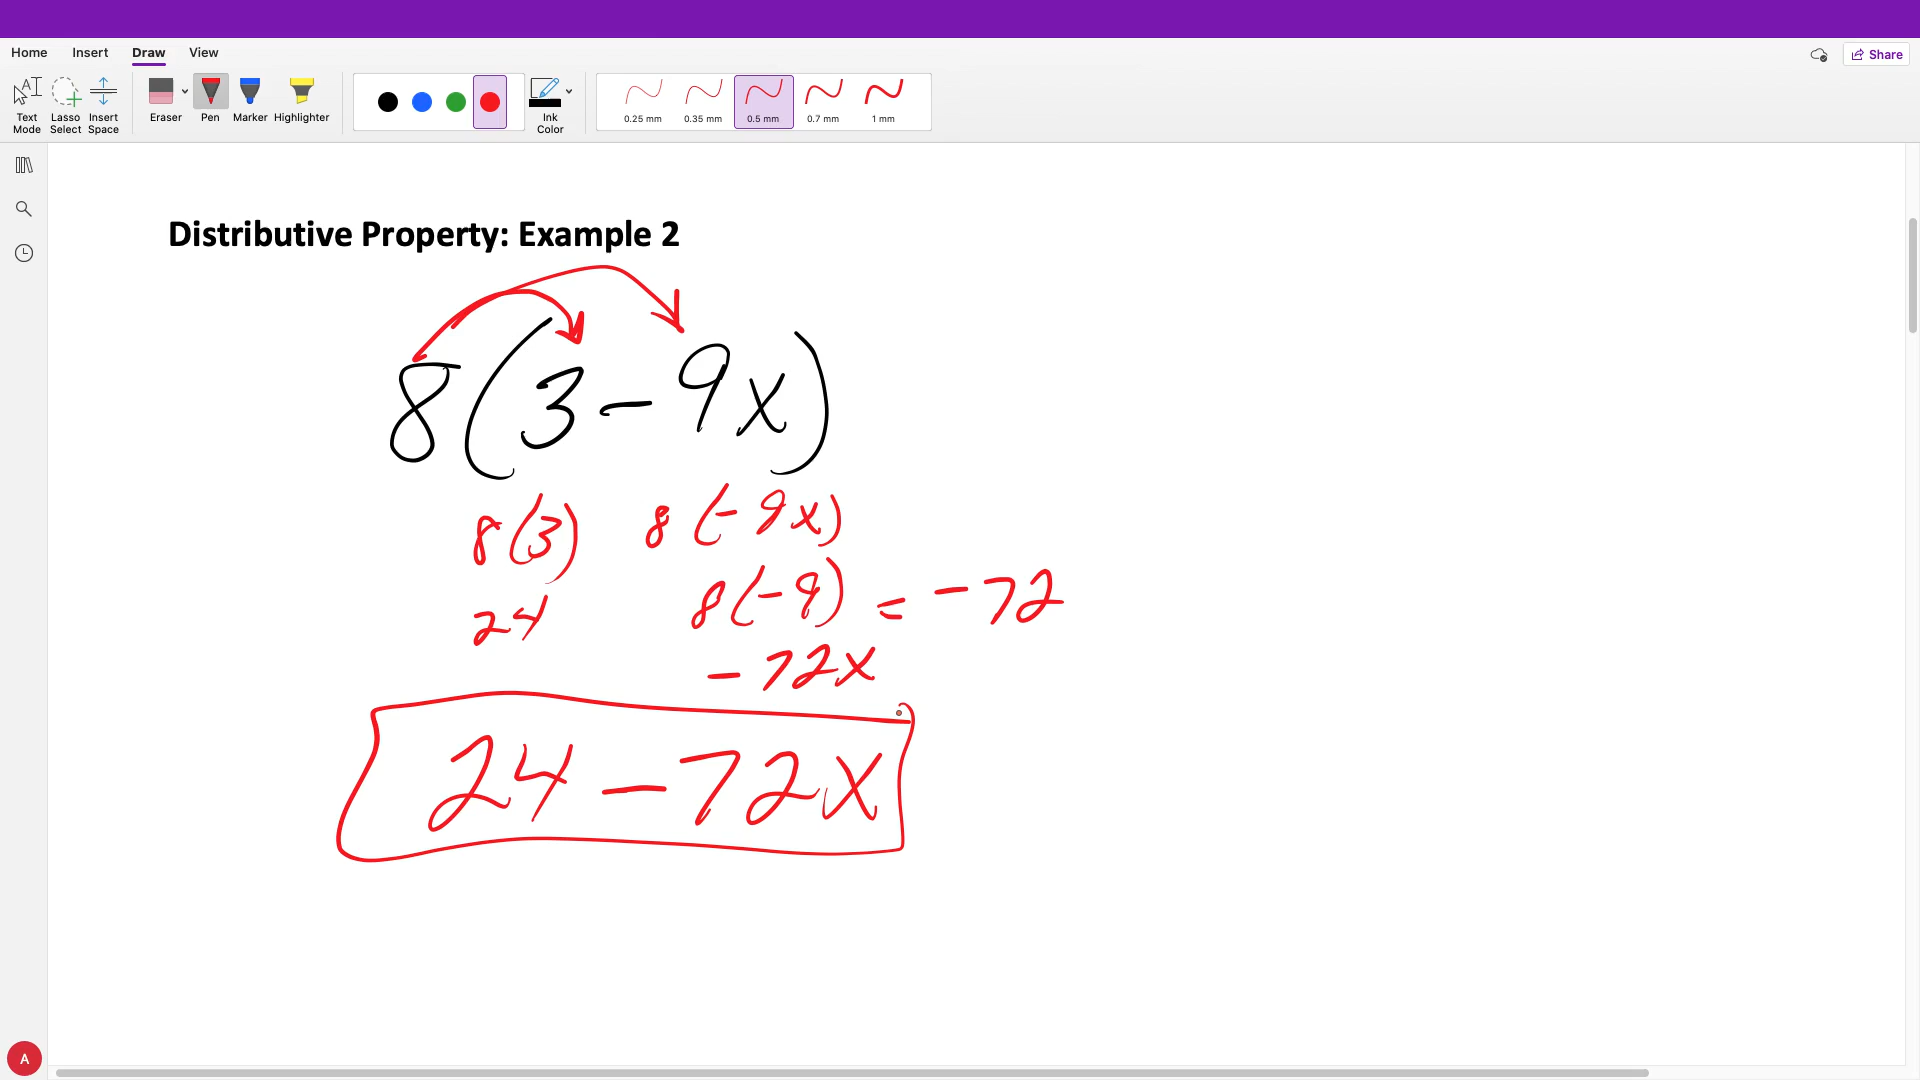 Home Insert Draw View
Share
Text Mode
Lasso Select
Insert Space
Eraser
Pen
Marker
Highlighter
Ink Color
0.25 mm
0.35 mm
0.5 mm
0.7 mm
1 mm
Distributive Property: Example 2
8(3-9x)
8(3) 8(-9x)
8(-9) = -72
24
-72x
24-72x
A